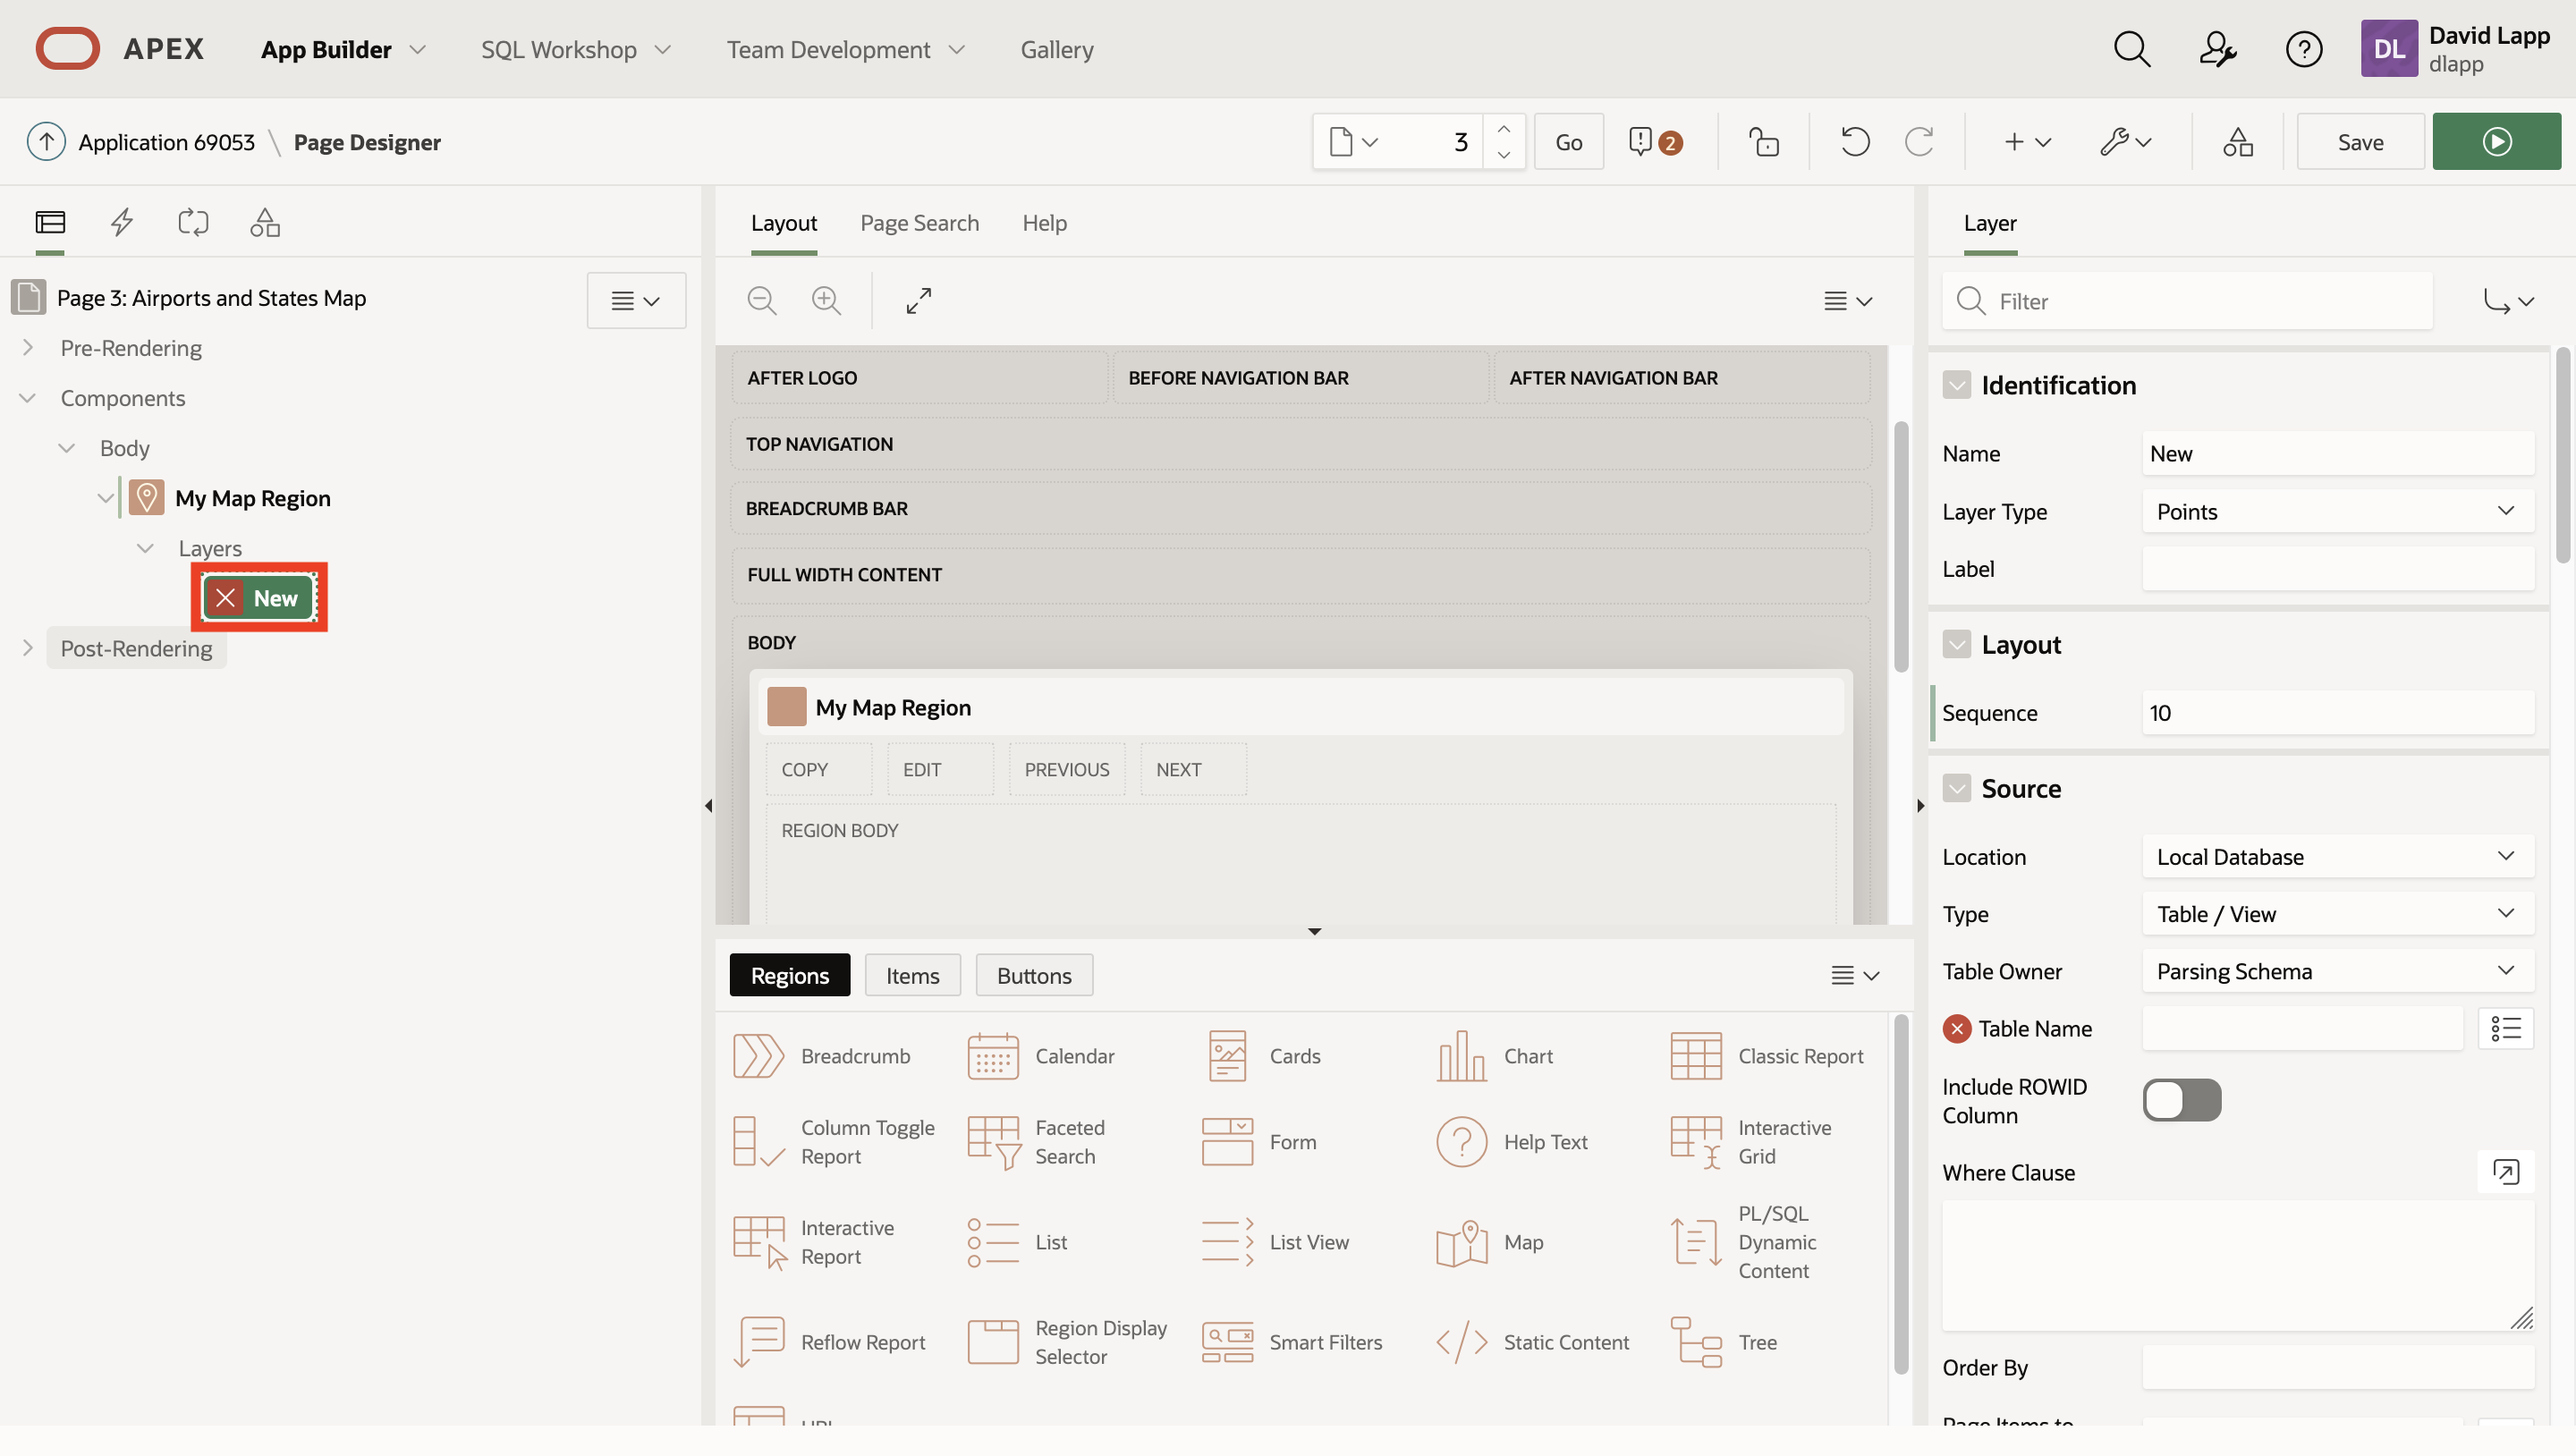 APEX App Builder SQL Workshop Team Development Gallery DL David Lapp
dlapp
Application 69053 \ Page Designer 3 Go 2 Save
Page 3: Airports and States Map
Pre-Rendering
Components
Body
My Map Region
Layers
New
Post-Rendering
Layout Page Search Help
AFTER LOGO BEFORE NAVIGATION BAR AFTER NAVIGATION BAR
TOP NAVIGATION
BREADCRUMB BAR
FULL WIDTH CONTENT
BODY
My Map Region
COPY EDIT PREVIOUS NEXT
REGION BODY
Regions Items Buttons
Breadcrumb Calendar Cards Chart Classic Report
Column Toggle Report Faceted Search Form Help Text Interactive Grid
Interactive Report List List View Map PL/SQL Dynamic Content
Reflow Report Region Display Selector Smart Filters Static Content Tree
Layer
Filter
Identification
Name New
Layer Type Points
Label
Layout
Sequence 10
Source
Location Local Database
Type Table / View
Table Owner Parsing Schema
Table Name
Include ROWID
Column
Where Clause
Order By
Page Items to